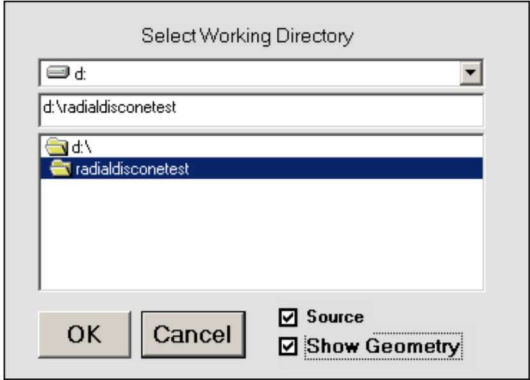 Select Working Directory
d:
d:\radialdisconetest
d:\
radialdisconetest
OK
Cancel
Source
Show Geometry